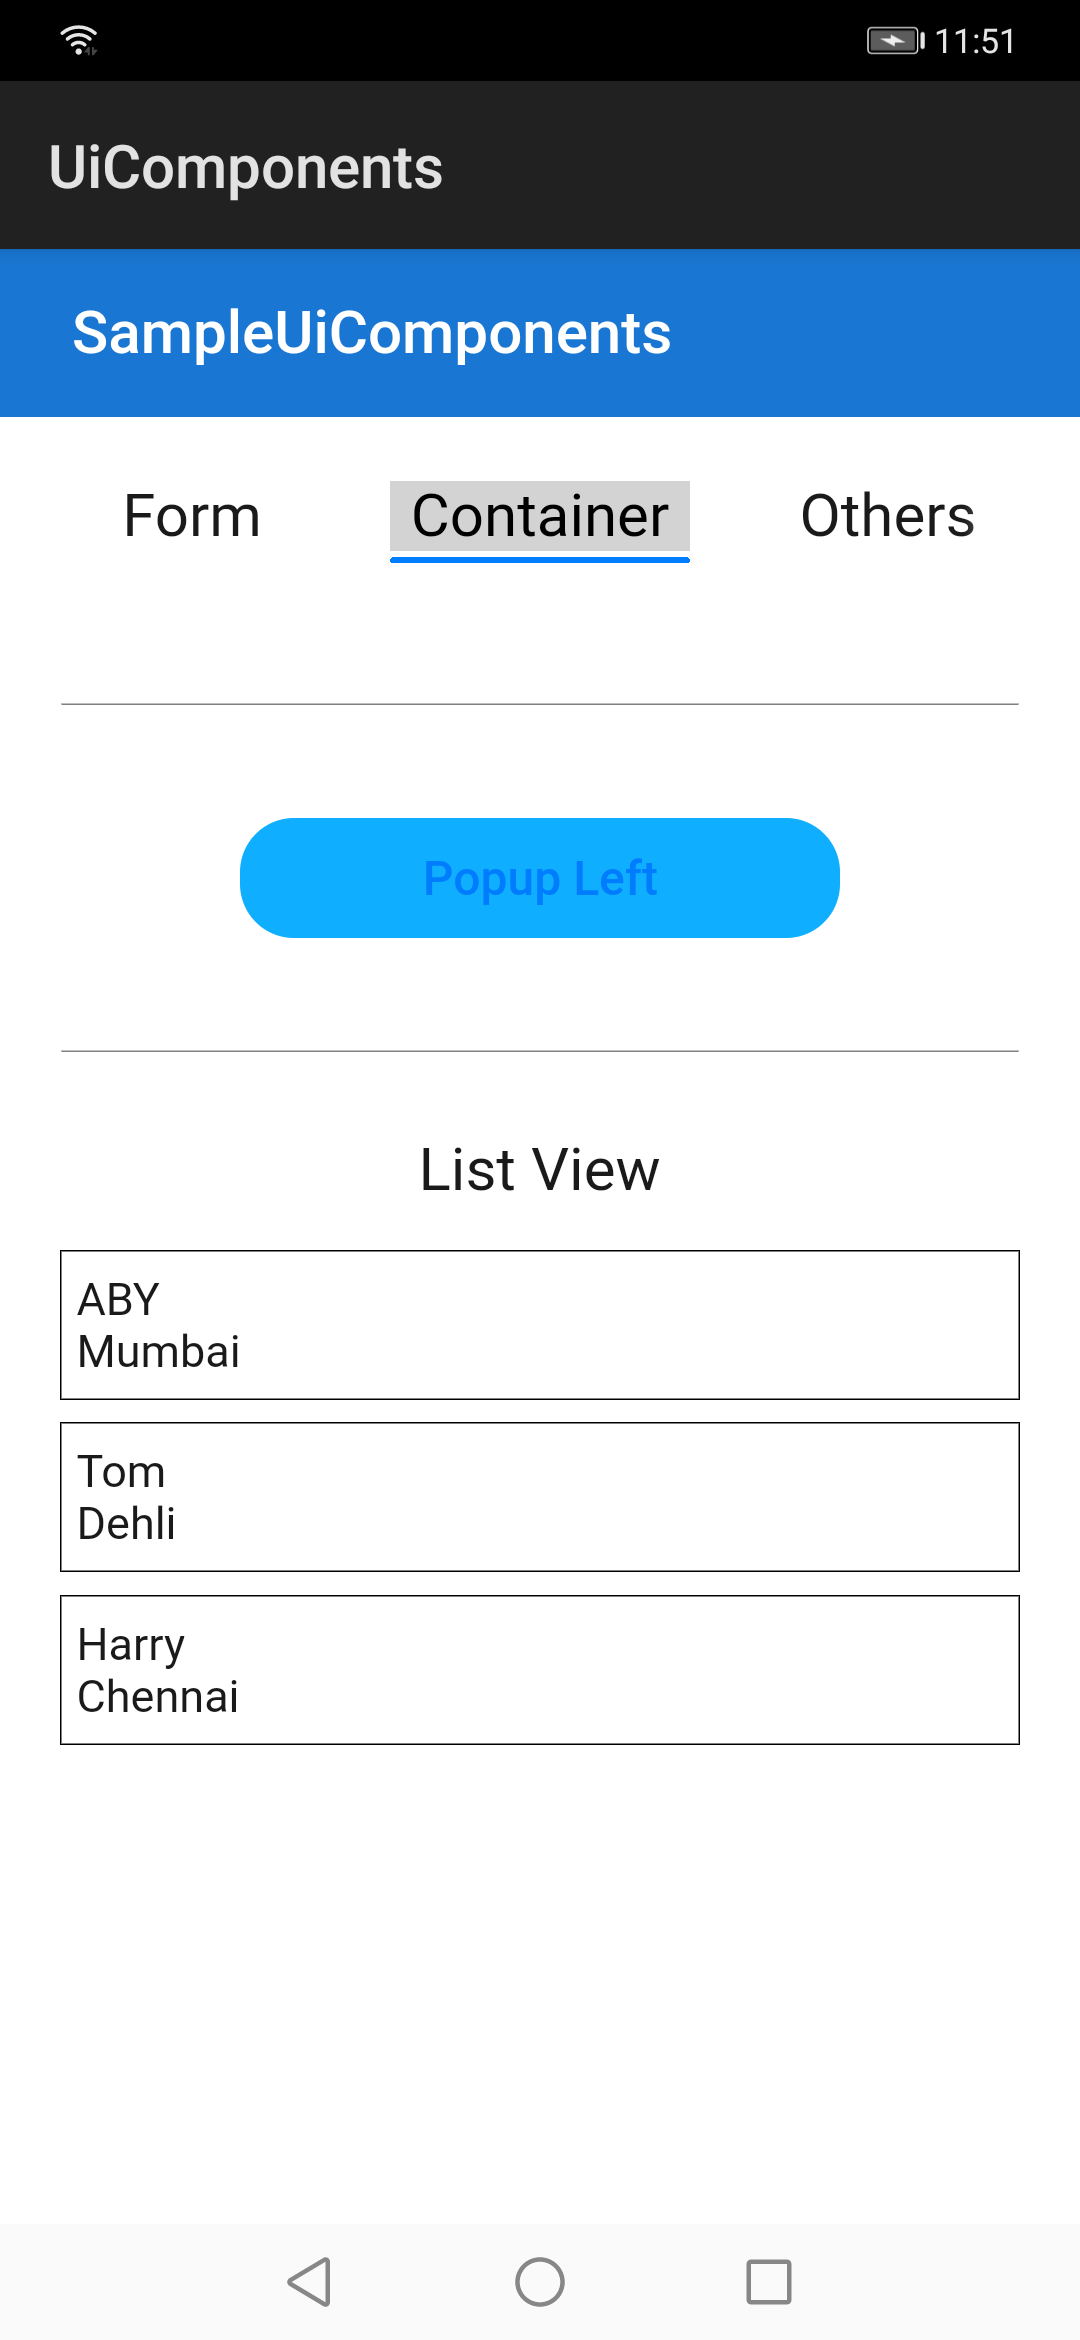 11:51
UiComponents
SampleUiComponents
Form Container Others
Popup Left
List View
ABY
Mumbai
Tom
Dehli
Harry
Chennai